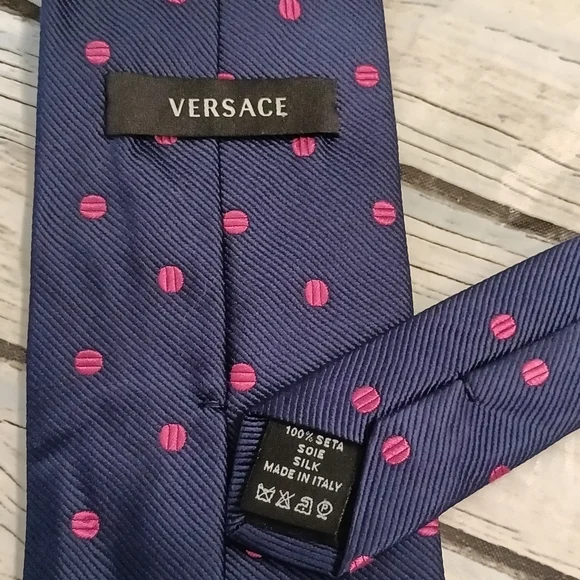 VERSACE
100% SETA
SOIE
SILK
MADE IN ITALY